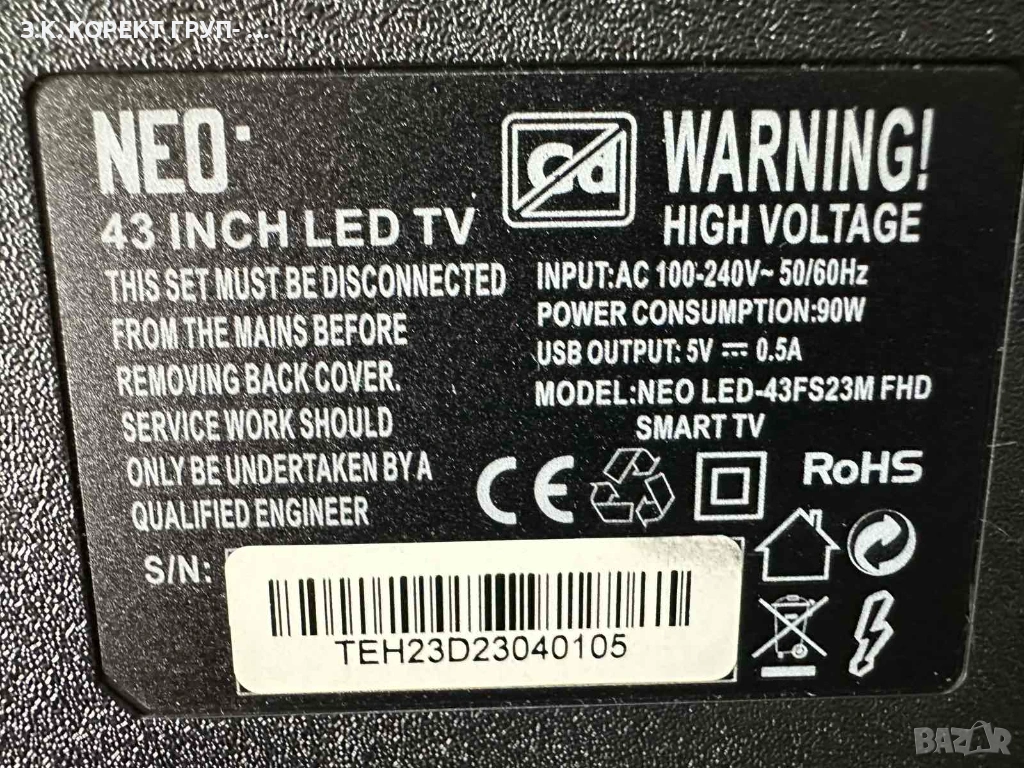 Э.К. КОРЕКТ ГРУП- ...
NEO
43 INCH LED TV
THIS SET MUST BE DISCONNECTED
FROM THE MAINS BEFORE
REMOVING BACK COVER.
SERVICE WORK SHOULD
ONLY BE UNDERTAKEN BY A
QUALIFIED ENGINEER
Cd
WARNING!
HIGH VOLTAGE
INPUT:AC 100-240V~ 50/60Hz
POWER CONSUMPTION:90W
USB OUTPUT: 5V ⎓ 0.5A
MODEL:NEO LED-43FS23M FHD
SMART TV
CE
RoHS
S/N:
TEH23D23040105
BAZAR